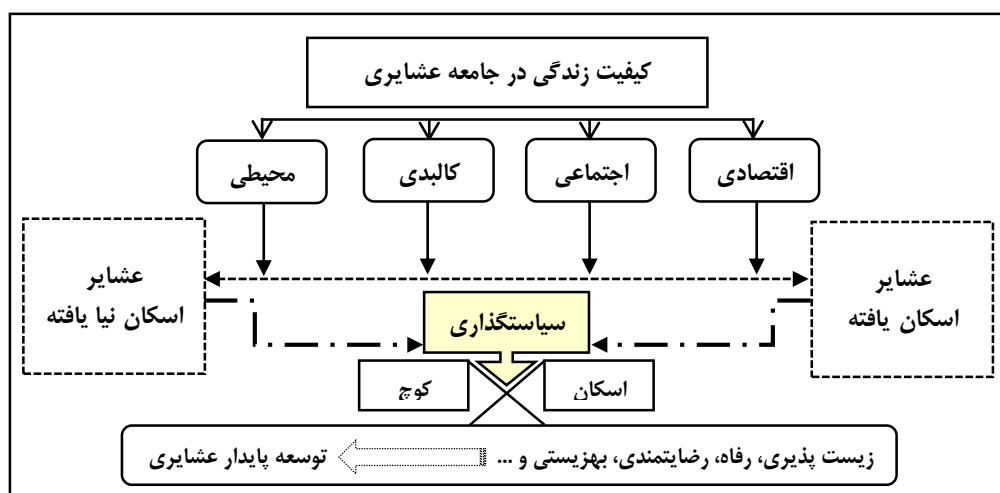 کیفیت زندگی در جامعه عشایری
اقتصادی
اجتماعی
کالبدی
محیطی
عشایر
اسکان یافته
عشایر
اسکان نیا یافته
سیاستگذاری
اسکان
کوچ
زیست پذیری، رفاه، رضایتمندی، بهزیستی و ... توسعه پایدار عشایری